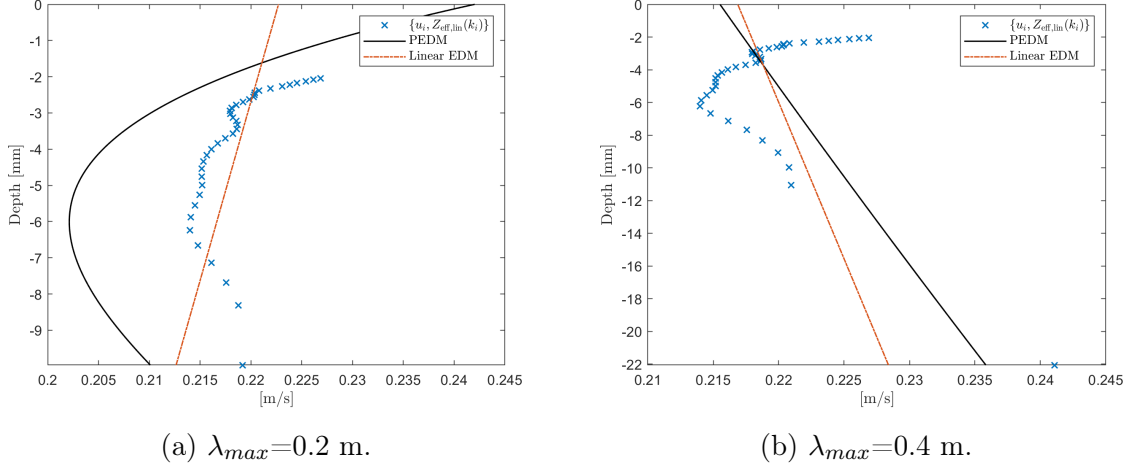 0
-1
-2
-3
-4
-5
-6
-7
-8
-9
Depth [mm]
0.2 0.205 0.21 0.215 0.22 0.225 0.23 0.235 0.24 0.245
[m/s]
{u_i, Z_eff,lin(k_i)}
PEDM
Linear EDM
(a) λ_max=0.2 m.
0
-2
-4
-6
-8
-10
-12
-14
-16
-18
-20
-22
Depth [mm]
0.21 0.215 0.22 0.225 0.23 0.235 0.24 0.245
[m/s]
{u_i, Z_eff,lin(k_i)}
PEDM
Linear EDM
(b) λ_max=0.4 m.